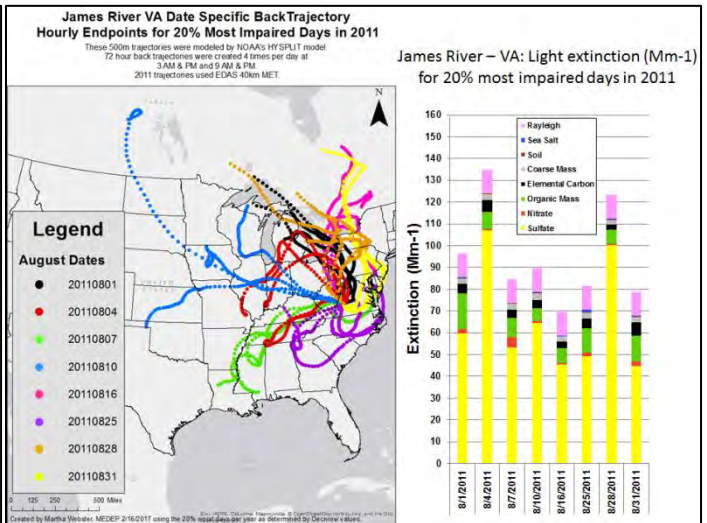 James River VA Date Specific BackTrajectory
Hourly Endpoints for 20% Most Impaired Days in 2011
These 500m trajectories were modeled by NOAA's HYSPLIT model
72 hour back trajectories were created 4 times per day at
3 AM & PM and 9 AM & PM.
2011 trajectories used EDAS 40km MET.
N
Legend
August Dates
20110801
20110804
20110807
20110810
20110816
20110825
20110828
20110831
0 125 250 500 Miles
Created by Martha Webster, MEDEP 2/16/2017 using the 20% worst days per year as determined by Deciview values.
James River – VA: Light extinction (Mm-1)
for 20% most impaired days in 2011
Extinction (Mm-1)
160
150
140
130
120
110
100
90
80
70
60
50
40
30
20
10
0
Rayleigh
Sea Salt
Soil
Coarse Mass
Elemental Carbon
Organic Mass
Nitrate
Sulfate
8/1/2011
8/4/2011
8/7/2011
8/10/2011
8/16/2011
8/25/2011
8/28/2011
8/31/2011